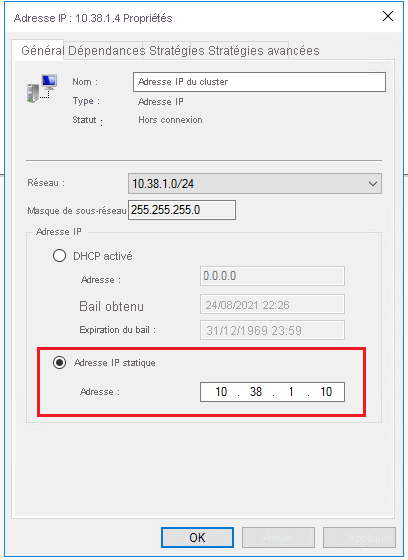 Adresse IP : 10.38.1.4 Propriétés
Général Dépendances Stratégies Stratégies avancées
Nom : Adresse IP du cluster
Type : Adresse IP
Statut : Hors connexion
Réseau : 10.38.1.0/24
Masque de sous-réseau 255.255.255.0
Adresse IP
DHCP activé
Adresse : 0.0.0.0
Bail obtenu 24/08/2021 22:26
Expiration du bail : 31/12/1969 23:59
Adresse IP statique
Adresse : 10 . 38 . 1 . 10
OK Annuler Appliquer